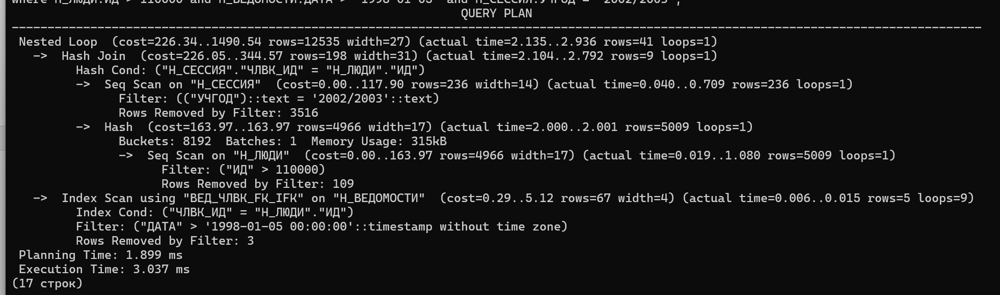 where Н_ЛЮДИ.ИД > 110000 and Н_ВЕДОМОСТИ.ДАТА > '1998-01-05' and Н_СЕССИЯ.УЧГОД = '2002/2003';
QUERY PLAN
Nested Loop  (cost=226.34..1490.54 rows=12535 width=27) (actual time=2.135..2.936 rows=41 loops=1)
->  Hash Join  (cost=226.05..344.57 rows=198 width=31) (actual time=2.104..2.792 rows=9 loops=1)
Hash Cond: ("Н_СЕССИЯ"."ЧЛВК_ИД" = "Н_ЛЮДИ"."ИД")
->  Seq Scan on "Н_СЕССИЯ"  (cost=0.00..117.90 rows=236 width=14) (actual time=0.040..0.709 rows=236 loops=1)
Filter: (("УЧГОД")::text = '2002/2003'::text)
Rows Removed by Filter: 3516
->  Hash  (cost=163.97..163.97 rows=4966 width=17) (actual time=2.000..2.001 rows=5009 loops=1)
Buckets: 8192  Batches: 1  Memory Usage: 315kB
->  Seq Scan on "Н_ЛЮДИ"  (cost=0.00..163.97 rows=4966 width=17) (actual time=0.019..1.080 rows=5009 loops=1)
Filter: ("ИД" > 110000)
Rows Removed by Filter: 109
->  Index Scan using "ВЕД_ЧЛВК_FK_IFK" on "Н_ВЕДОМОСТИ"  (cost=0.29..5.12 rows=67 width=4) (actual time=0.006..0.015 rows=5 loops=9)
Index Cond: ("ЧЛВК_ИД" = "Н_ЛЮДИ"."ИД")
Filter: ("ДАТА" > '1998-01-05 00:00:00'::timestamp without time zone)
Rows Removed by Filter: 3
Planning Time: 1.899 ms
Execution Time: 3.037 ms
(17 строк)